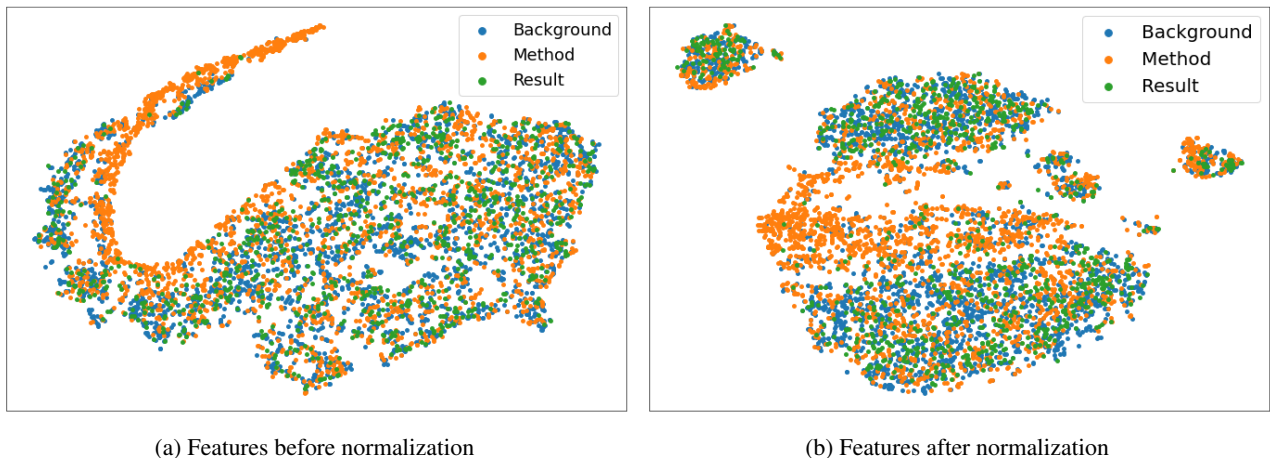 Background
Method
Result
Background
Method
Result
(a) Features before normalization
(b) Features after normalization